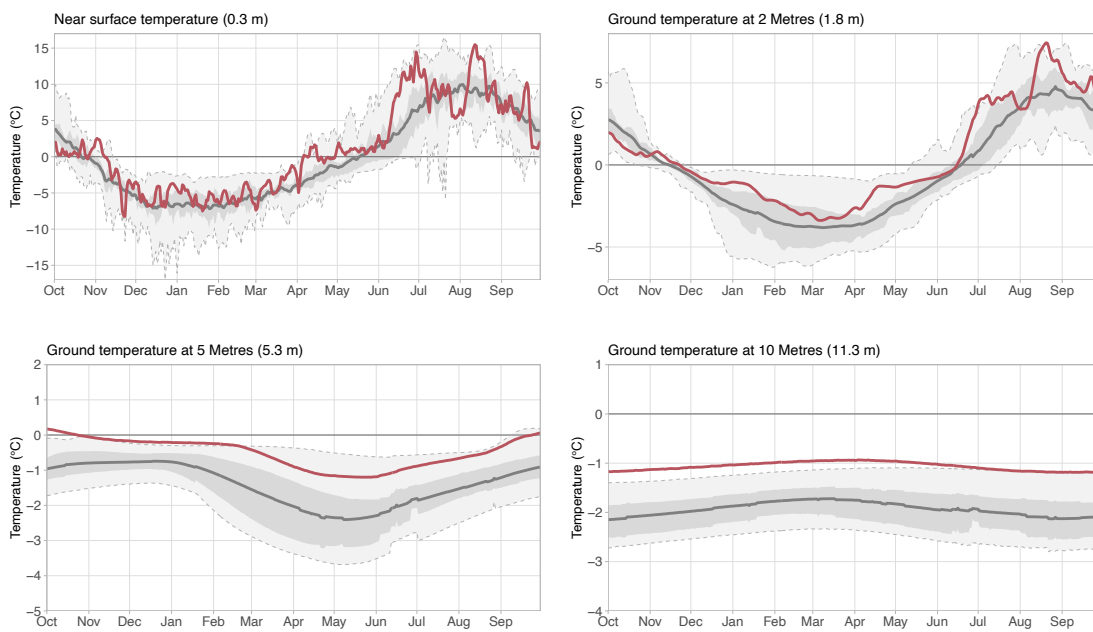 Near surface temperature (0.3 m)
Temperature (°C)
15
10
5
0
−5
−10
−15
Oct Nov Dec Jan Feb Mar Apr May Jun Jul Aug Sep
Ground temperature at 2 Metres (1.8 m)
Temperature (°C)
5
0
−5
Oct Nov Dec Jan Feb Mar Apr May Jun Jul Aug Sep
Ground temperature at 5 Metres (5.3 m)
Temperature (°C)
2
1
0
−1
−2
−3
−4
−5
Oct Nov Dec Jan Feb Mar Apr May Jun Jul Aug Sep
Ground temperature at 10 Metres (11.3 m)
Temperature (°C)
1
0
−1
−2
−3
−4
Oct Nov Dec Jan Feb Mar Apr May Jun Jul Aug Sep